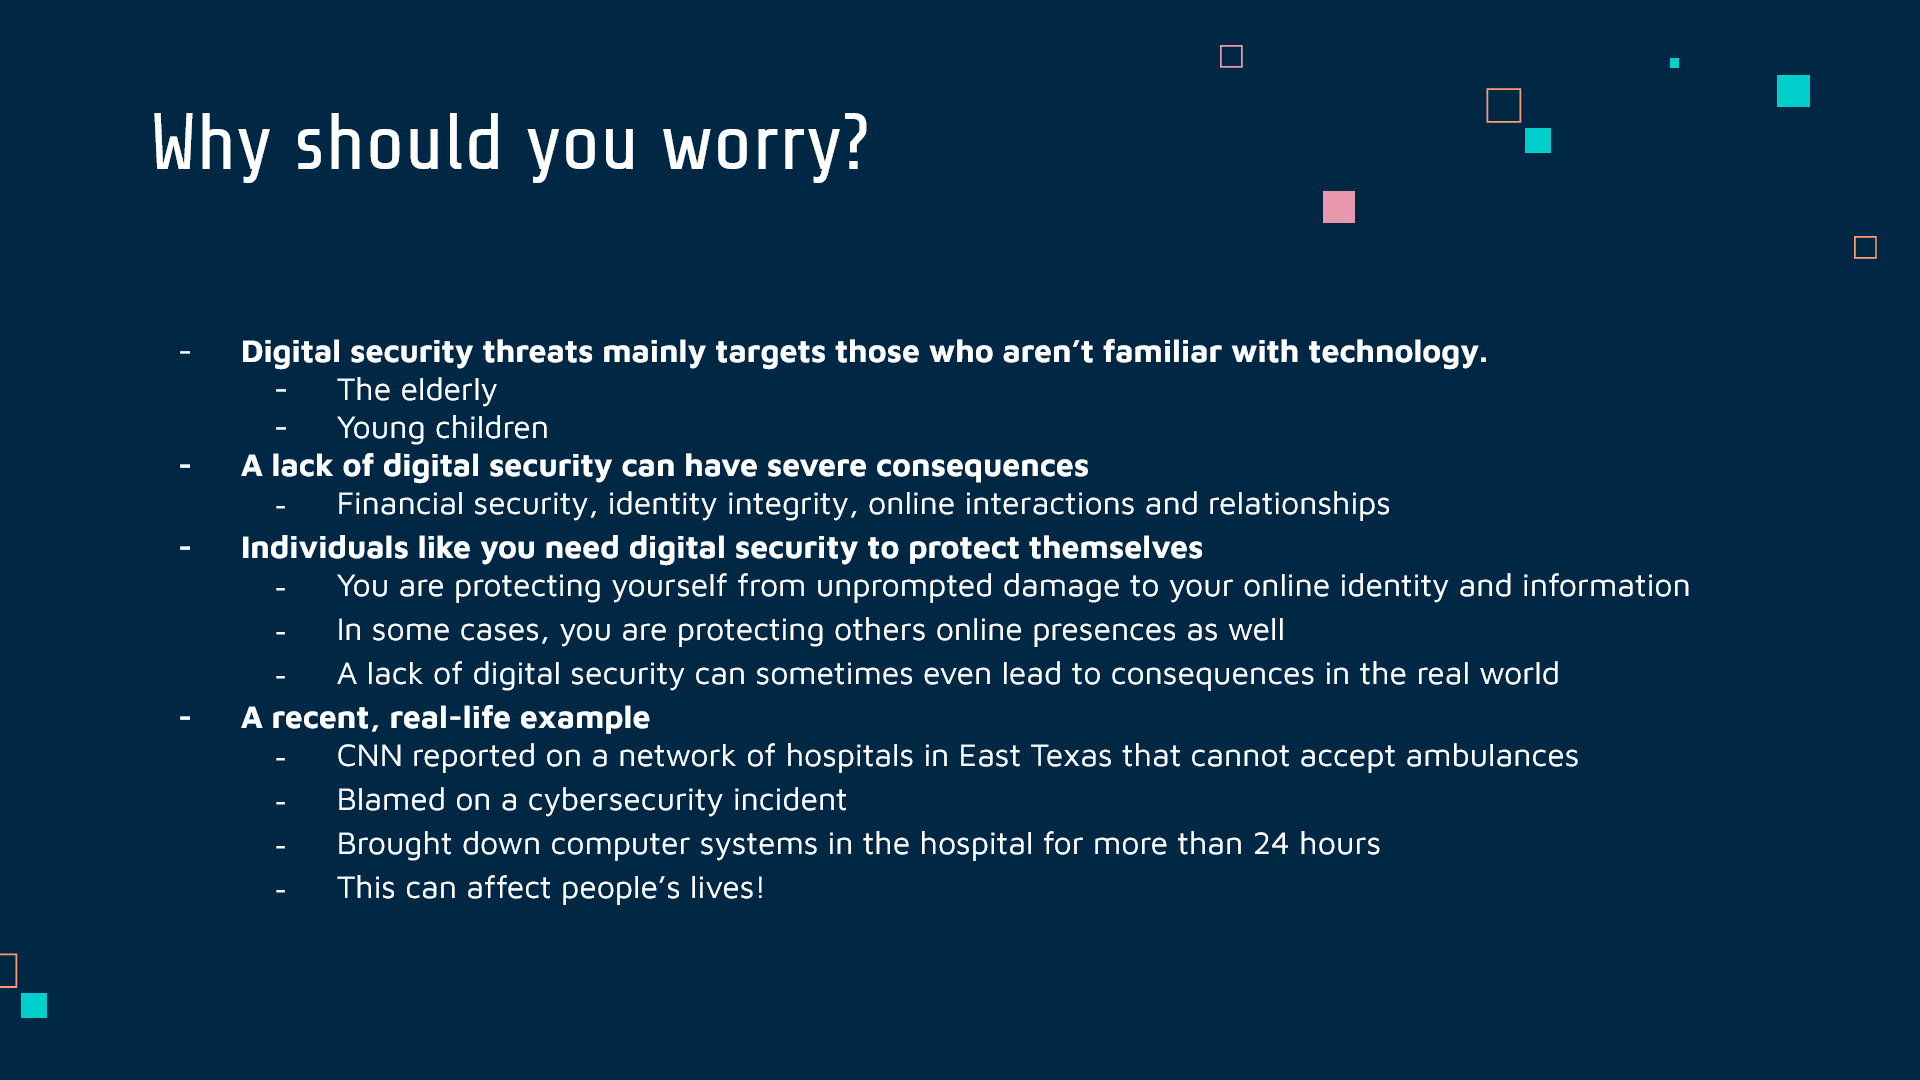 Why should you worry?
- Digital security threats mainly targets those who aren’t familiar with technology.
- The elderly
- Young children
- A lack of digital security can have severe consequences
- Financial security, identity integrity, online interactions and relationships
- Individuals like you need digital security to protect themselves
- You are protecting yourself from unprompted damage to your online identity and information
- In some cases, you are protecting others online presences as well
- A lack of digital security can sometimes even lead to consequences in the real world
- A recent, real-life example
- CNN reported on a network of hospitals in East Texas that cannot accept ambulances
- Blamed on a cybersecurity incident
- Brought down computer systems in the hospital for more than 24 hours
- This can affect people’s lives!